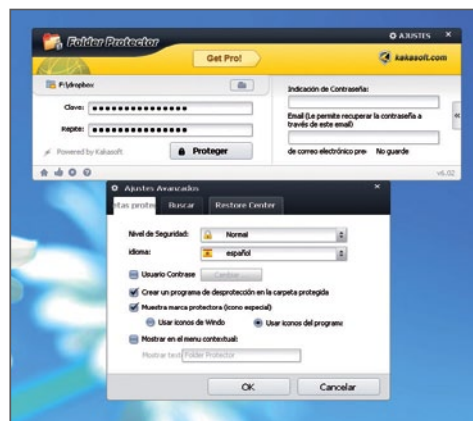 Folder Protector
AJUSTES
Get Pro!
kakasoft.com
F:\dropbox
Clave:
Repite:
Powered by Kakasoft
Proteger
Indicación de Contraseña:
Email (Le permite recuperar la contraseña a
través de este email)
de correo electrónico pre-
No guarde
v6.02
Ajustes Avanzados
etas prote
Buscar
Restore Center
Nivel de Seguridad:
Normal
idioma:
español
Usuario Contrase
Cambiar...
Crear un programa de desprotección en la carpeta protegida
Muestra marca protectora (icono especial)
Usar iconos de Windo
Usar iconos del programa
Mostrar en el menu contextual:
Mostrar text
Folder Protector
OK
Cancelar